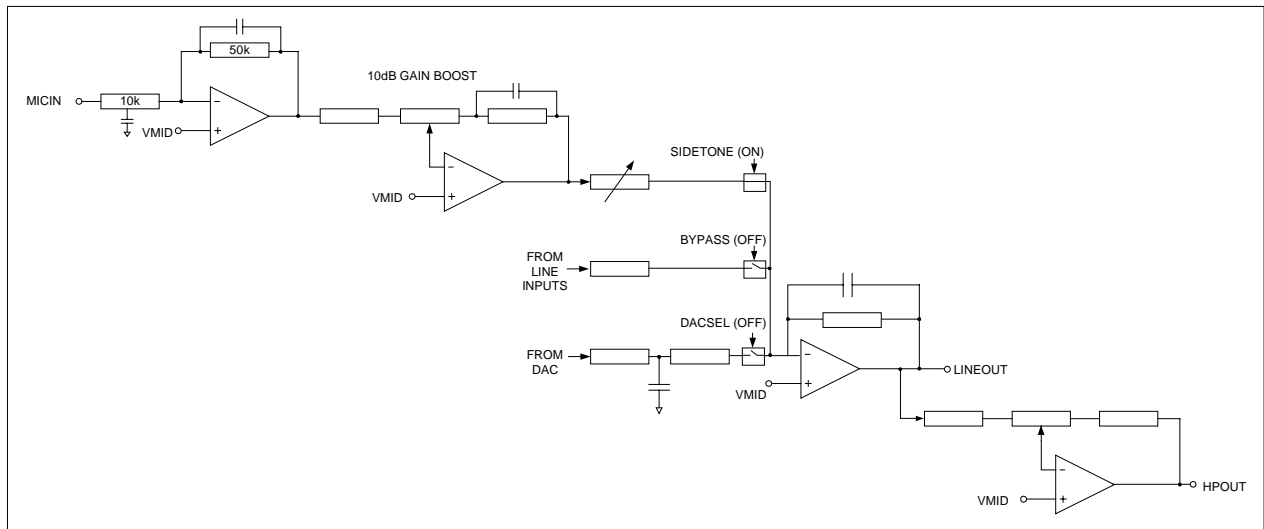 50k
10dB GAIN BOOST
MICIN
10k
−
+
VMID
SIDETONE (ON)
−
+
VMID
BYPASS (OFF)
FROM
LINE
INPUTS
DACSEL (OFF)
FROM
DAC
−
+
VMID
LINEOUT
−
+
VMID
HPOUT